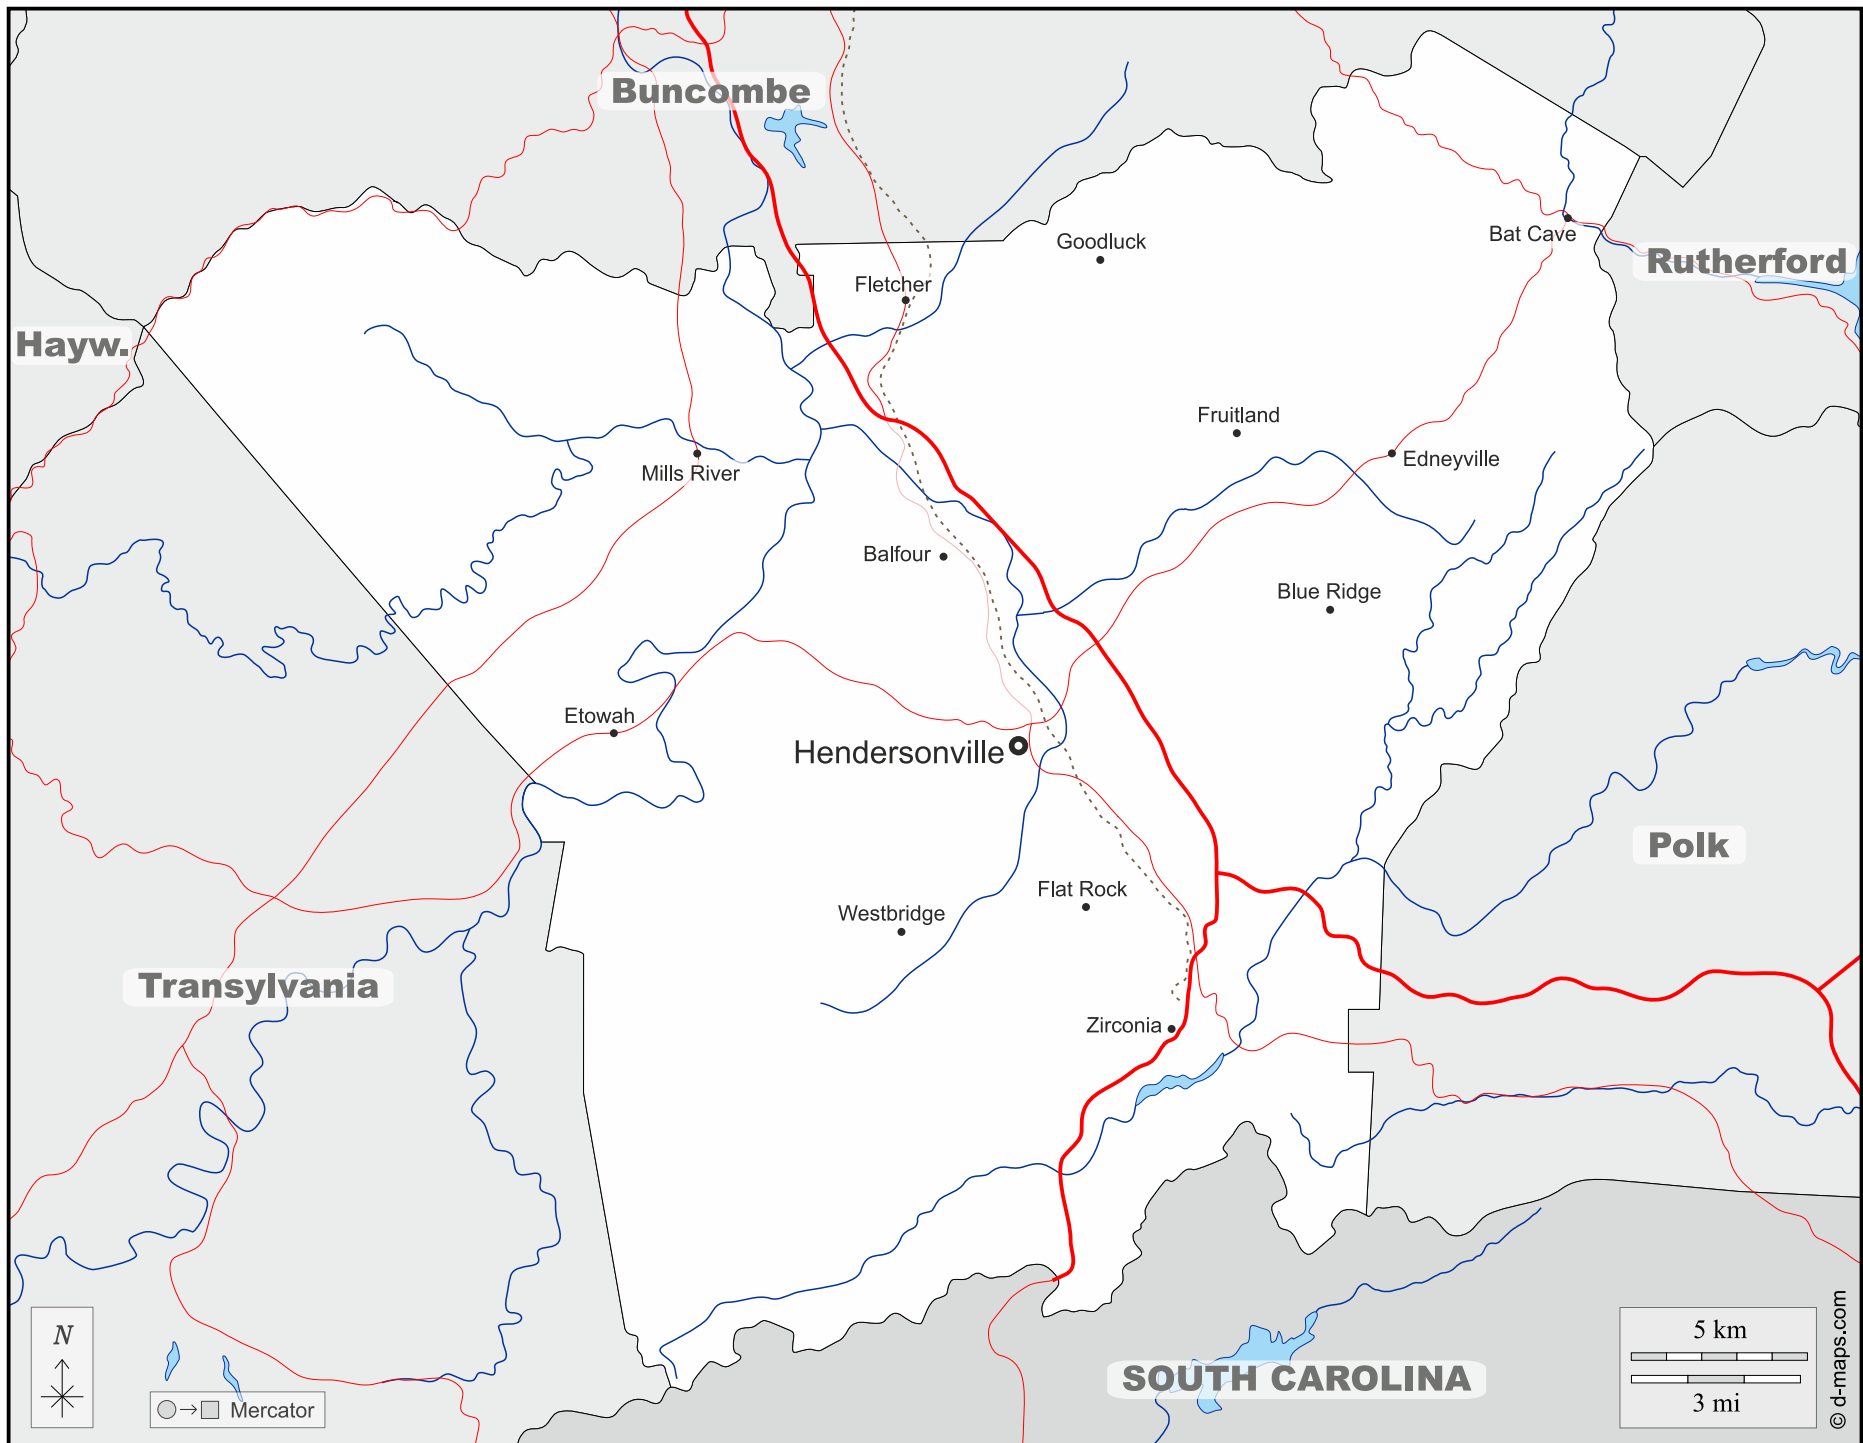 Buncombe
Bat Cave
Goodluck
Rutherford
Fletcher
Hayw.
Fruitland
Edneyville
Mills River
Balfour
Blue Ridge
Etowah
Hendersonville
Polk
Flat Rock
Westbridge
Transylvania
Zirconia
SOUTH CAROLINA
N
Mercator
5 km
3 mi
© d-maps.com